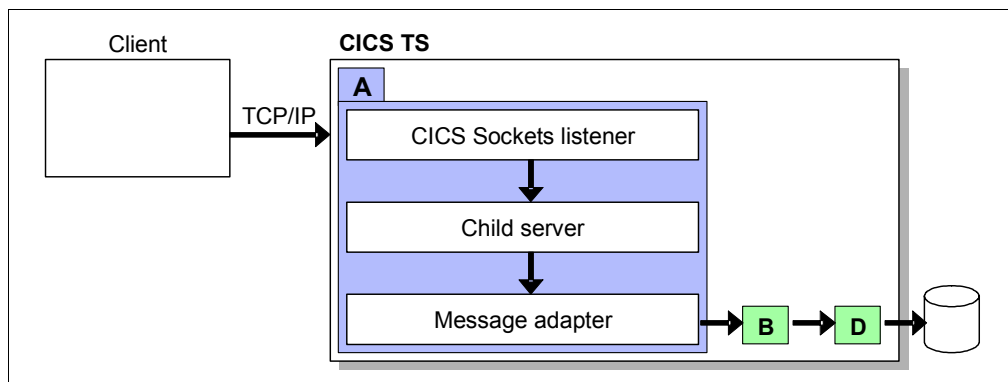 Client
CICS TS
A
TCP/IP
CICS Sockets listener
Child server
Message adapter
B
D